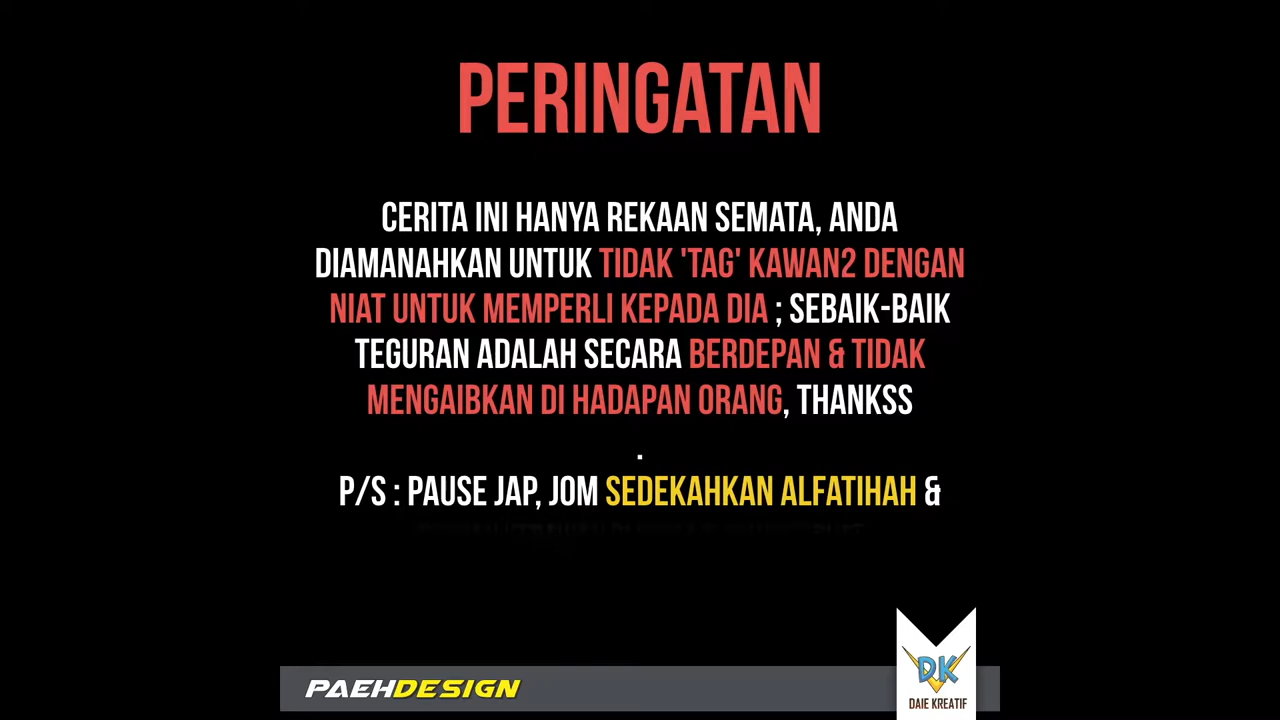 PERINGATAN
CERITA INI HANYA REKAAN SEMATA, ANDA
DIAMANAHKAN UNTUK TIDAK 'TAG' KAWAN2 DENGAN
NIAT UNTUK MEMPERLI KEPADA DIA ; SEBAIK-BAIK
TEGURAN ADALAH SECARA BERDEPAN & TIDAK
MENGAIBKAN DI HADAPAN ORANG, THANKSS
.
P/S : PAUSE JAP, JOM SEDEKAHKAN ALFATIHAH &
PAEHDESIGN
DK
DAIE KREATIF